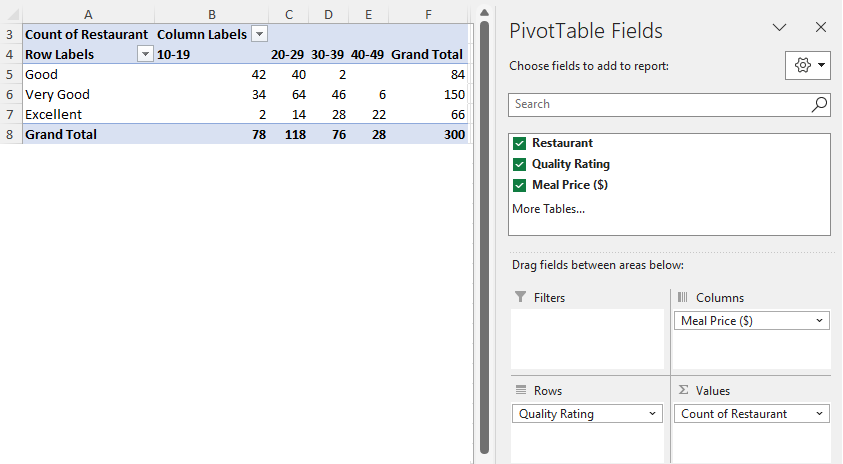 A B C D E F
3 Count of Restaurant Column Labels
4 Row Labels 10-19 20-29 30-39 40-49 Grand Total
5 Good 42 40 2 84
6 Very Good 34 64 46 6 150
7 Excellent 2 14 28 22 66
8 Grand Total 78 118 76 28 300
PivotTable Fields
Choose fields to add to report:
Search
Restaurant
Quality Rating
Meal Price ($)
More Tables...
Drag fields between areas below:
Filters
Columns
Meal Price ($)
Rows
Quality Rating
Σ Values
Count of Restaurant